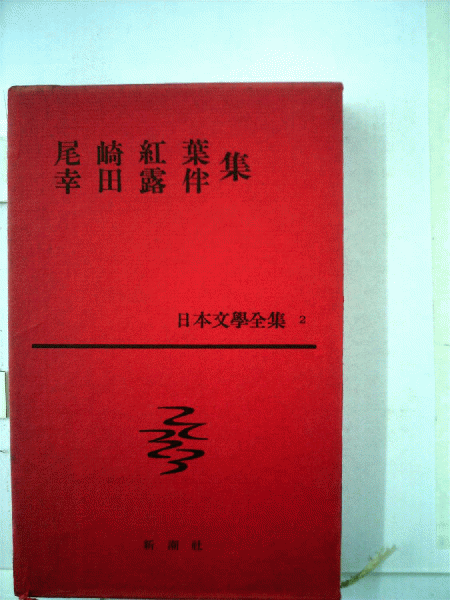 尾崎紅葉
幸田露伴 集
日本文學全集 2
新潮社